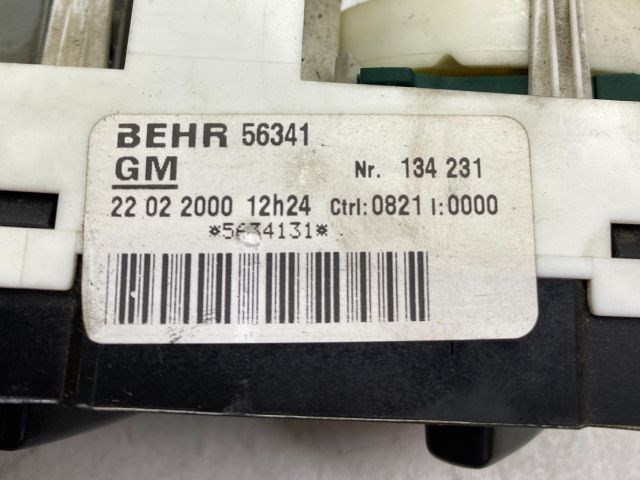 BEHR 56341
GM Nr. 134 231
22 02 2000 12h24 Ctrl:0821 I:0000
*5634131*